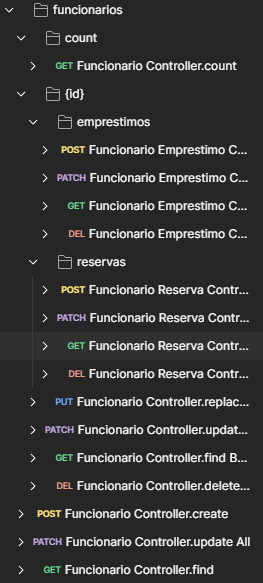 funcionarios
count
GET Funcionario Controller.count
{id}
emprestimos
POST Funcionario Emprestimo C...
PATCH Funcionario Emprestimo C...
GET Funcionario Emprestimo C...
DEL Funcionario Emprestimo C...
reservas
POST Funcionario Reserva Contr...
PATCH Funcionario Reserva Contr...
GET Funcionario Reserva Contr...
DEL Funcionario Reserva Contr...
PUT Funcionario Controller.replac...
PATCH Funcionario Controller.updat...
GET Funcionario Controller.find B...
DEL Funcionario Controller.delete...
POST Funcionario Controller.create
PATCH Funcionario Controller.update All
GET Funcionario Controller.find